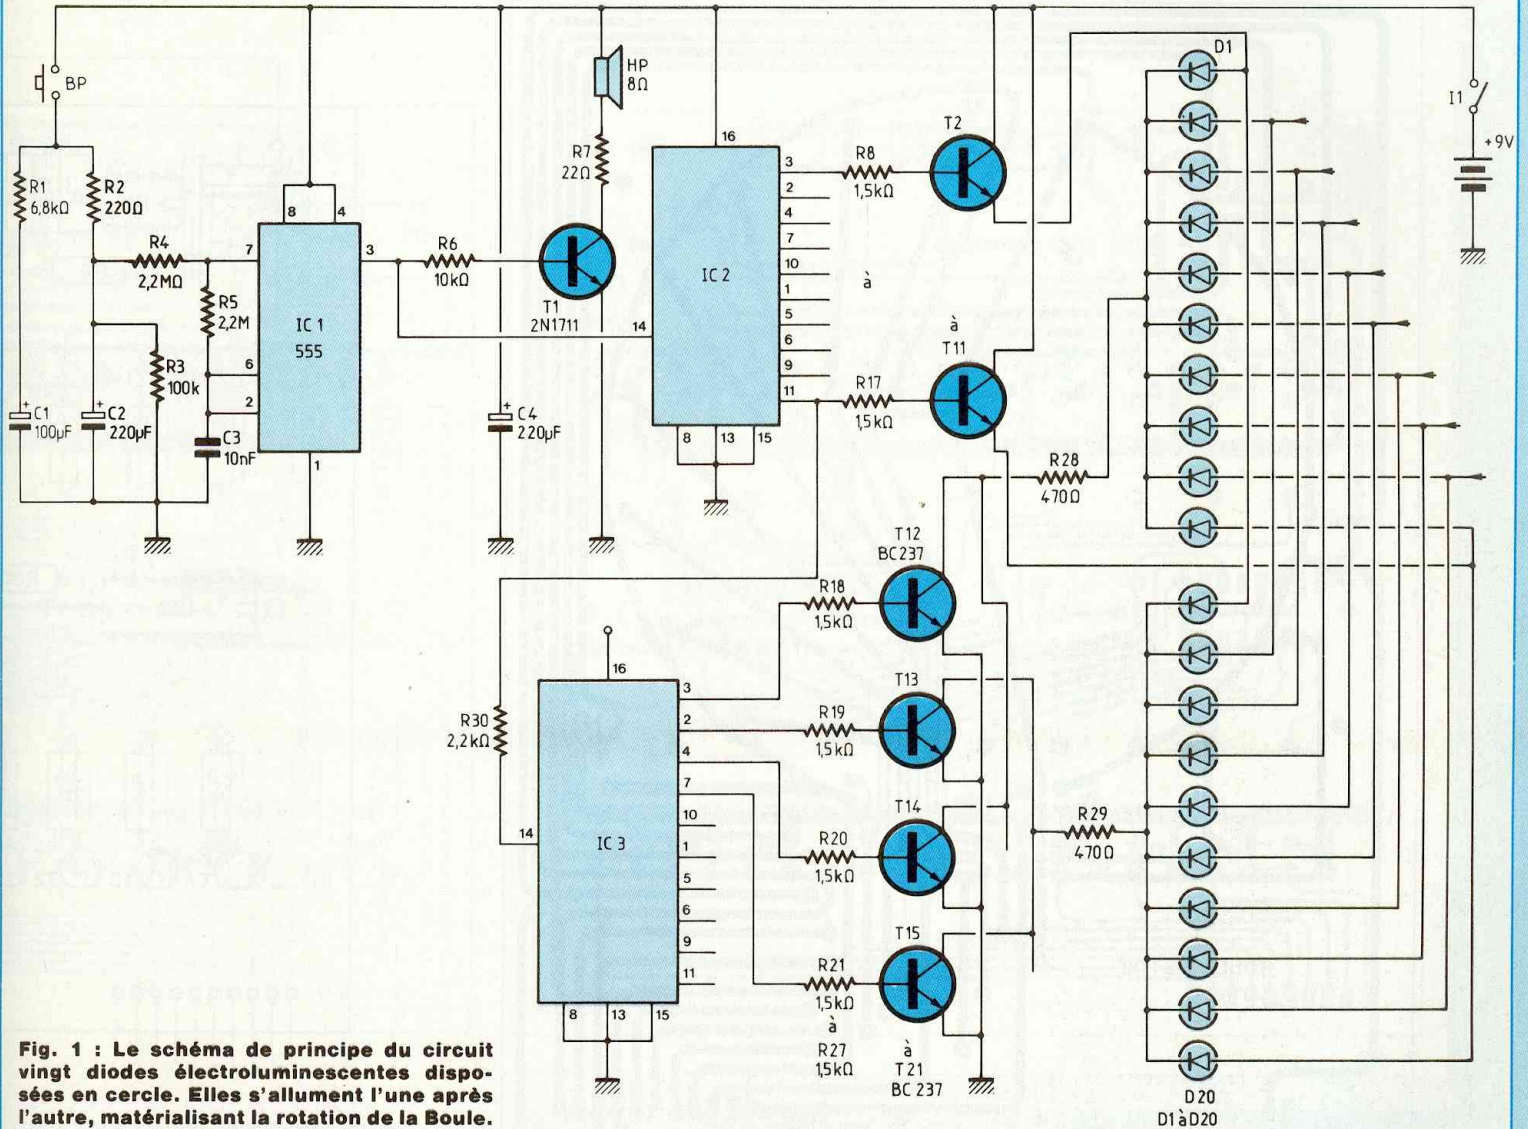 BP
R1
6,8kΩ
R2
220Ω
R4
2,2MΩ
R5
2,2M
R3
100k
+
C1
100µF
+
C2
220µF
C3
10nF
8
4
7
3
6
2
1
IC 1
555
R6
10kΩ
HP
8Ω
R7
22Ω
T1
2N1711
+
C4
220µF
16
14
IC 2
3
2
4
7
10
1
5
6
9
11
8
13
15
R8
1,5kΩ
à
R17
1,5kΩ
T2
à
T11
R28
470Ω
D1
I1
+9V
T12
BC237
R18
1,5kΩ
T13
R19
1,5kΩ
T14
R20
1,5kΩ
T15
R21
1,5kΩ
à
R27
1,5kΩ
à
T21
BC 237
R29
470Ω
R30
2,2kΩ
16
14
IC 3
3
2
4
7
10
1
5
6
9
11
8
13
15
D20
D1àD20
Fig. 1 : Le schéma de principe du circuit
vingt diodes électroluminescentes dispo-
sées en cercle. Elles s'allument l'une après
l'autre, matérialisant la rotation de la Boule.